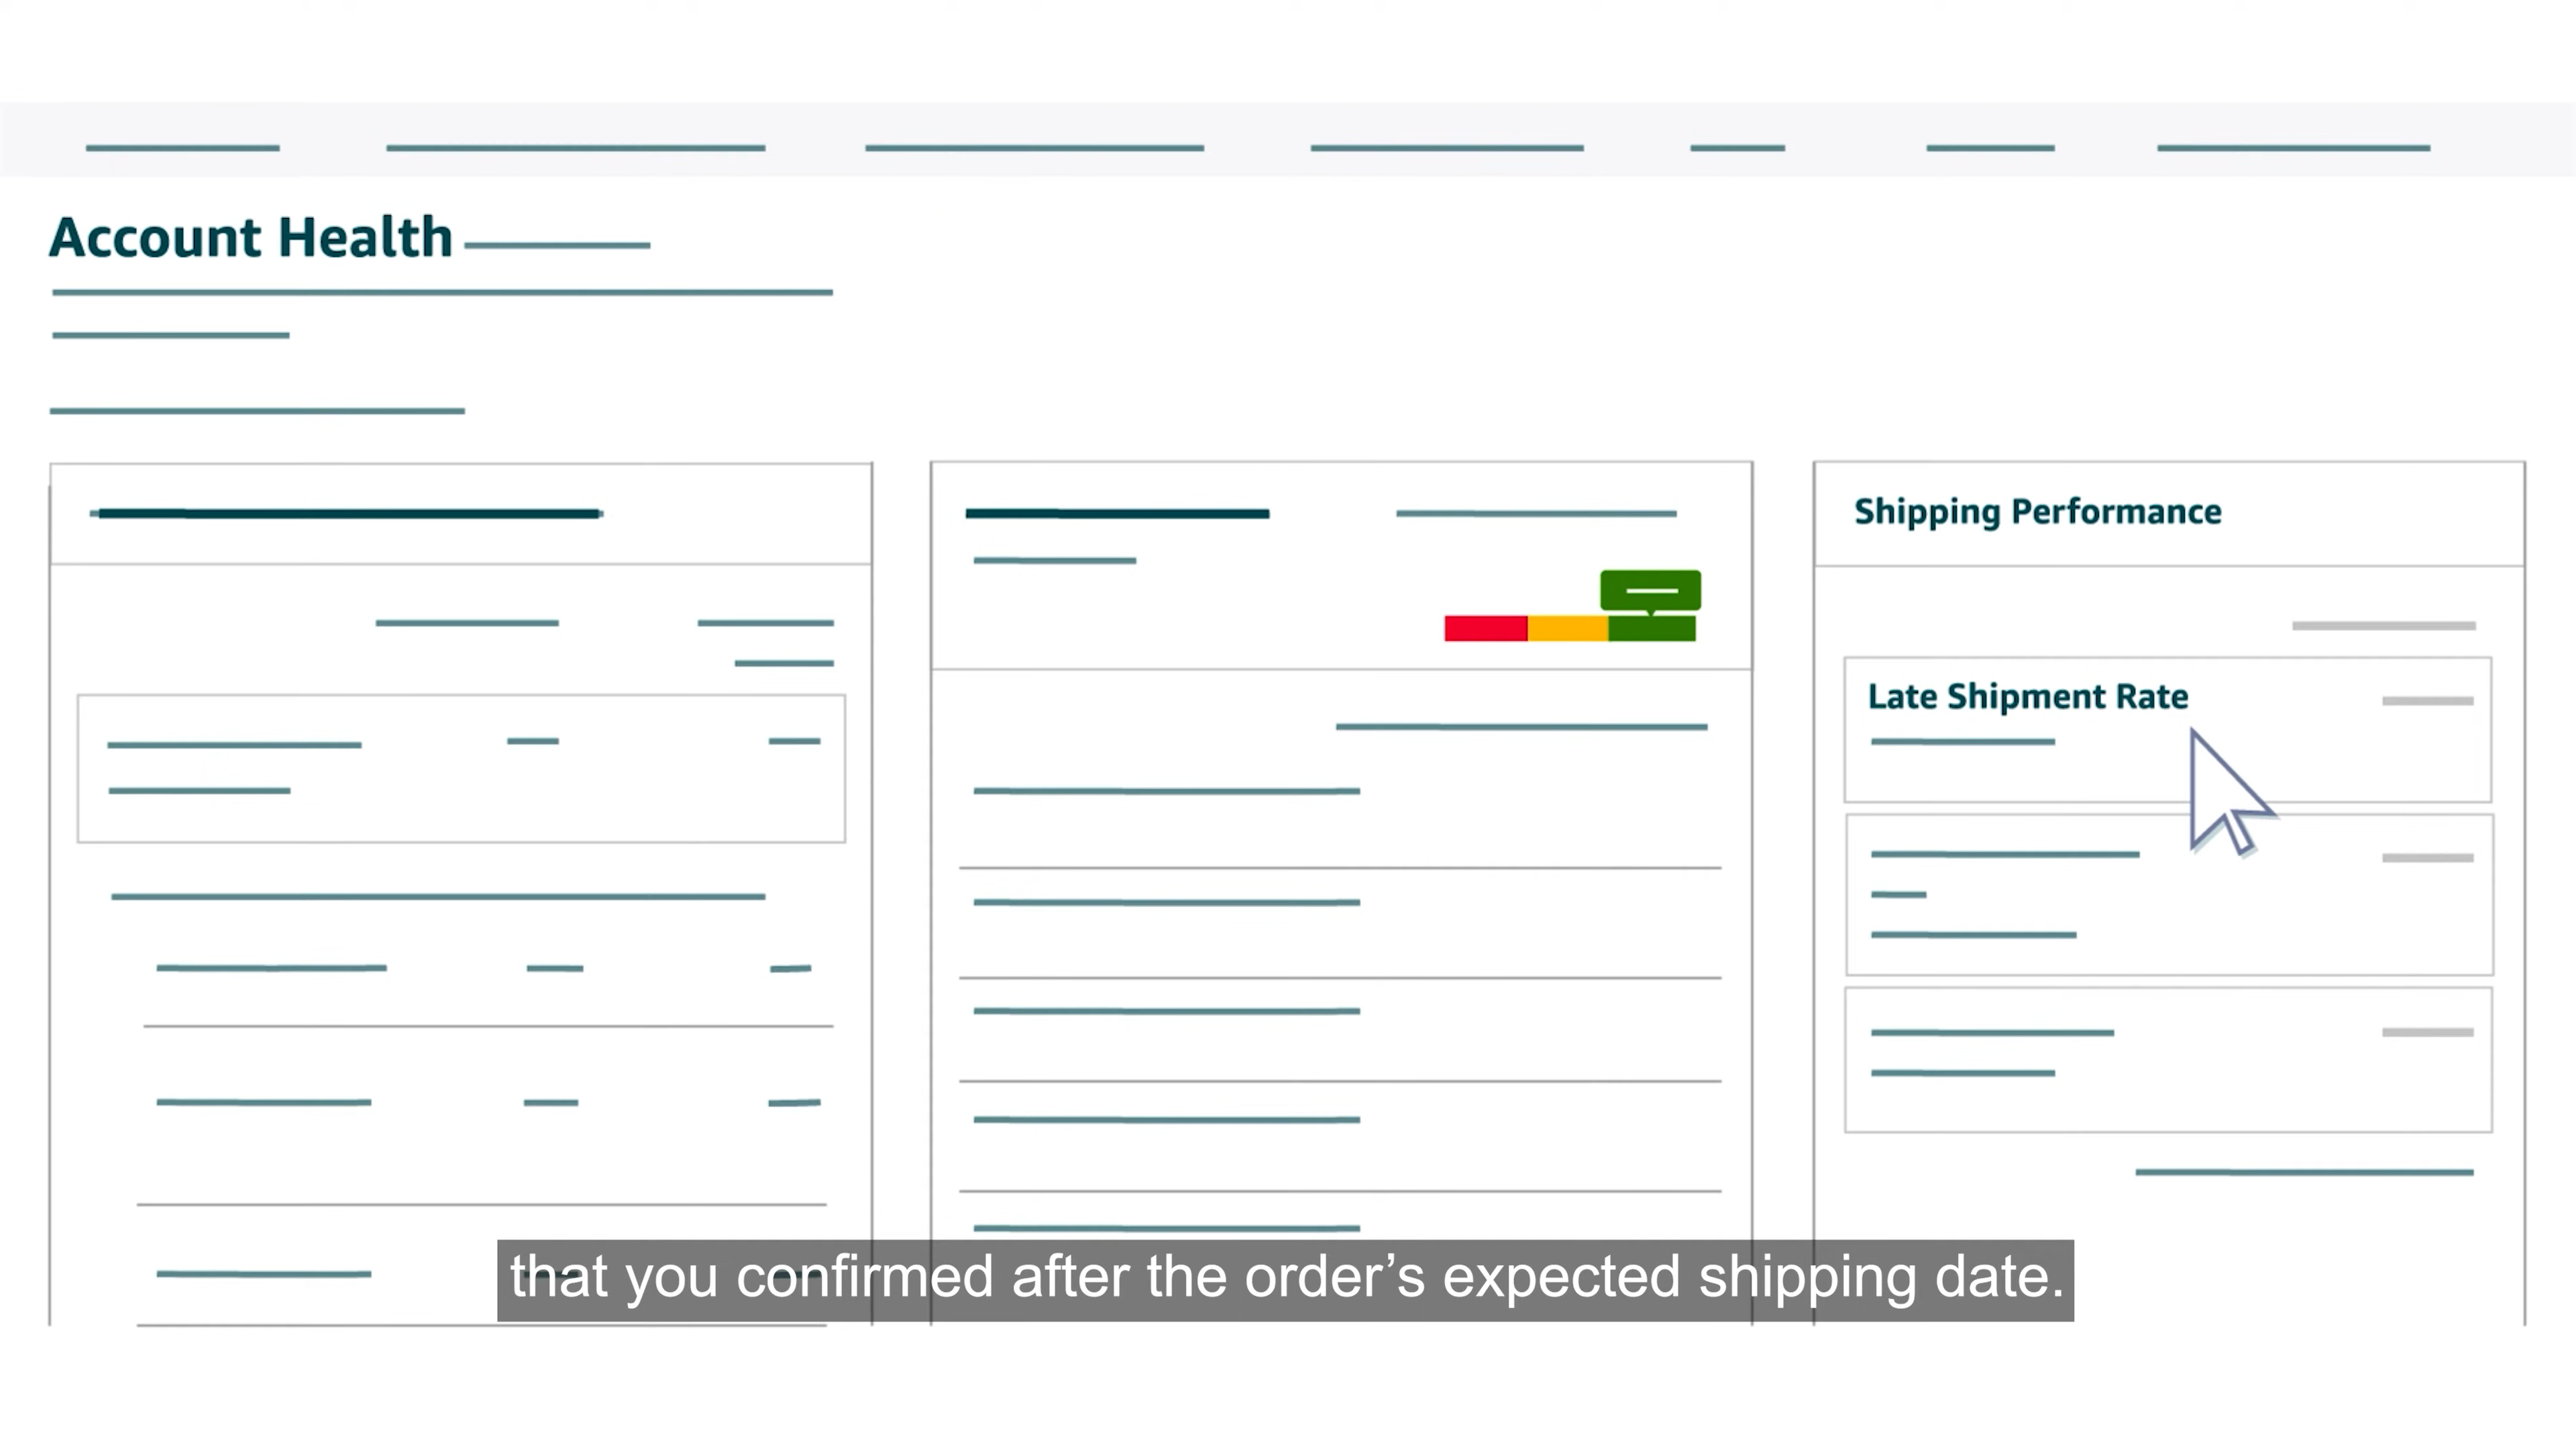 Account Health
Shipping Performance
Late Shipment Rate
that you confirmed after the order’s expected shipping date.